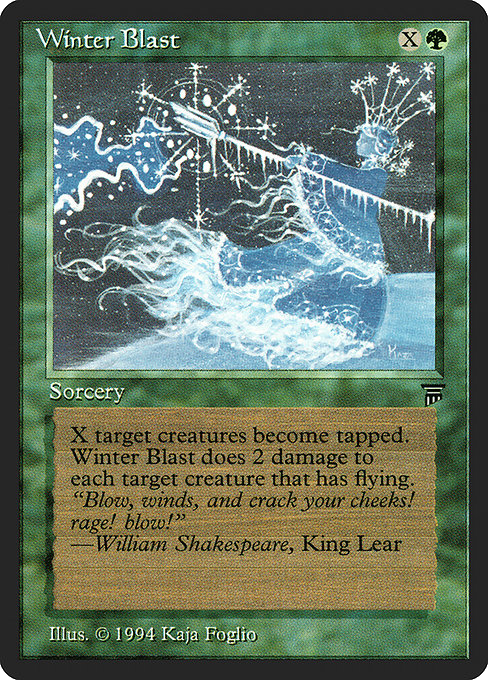 Winter Blast X
Kaja
Sorcery
X target creatures become tapped.
Winter Blast does 2 damage to
each target creature that has flying.
“Blow, winds, and crack your cheeks!
rage! blow!”
—William Shakespeare, King Lear
Illus. © 1994 Kaja Foglio